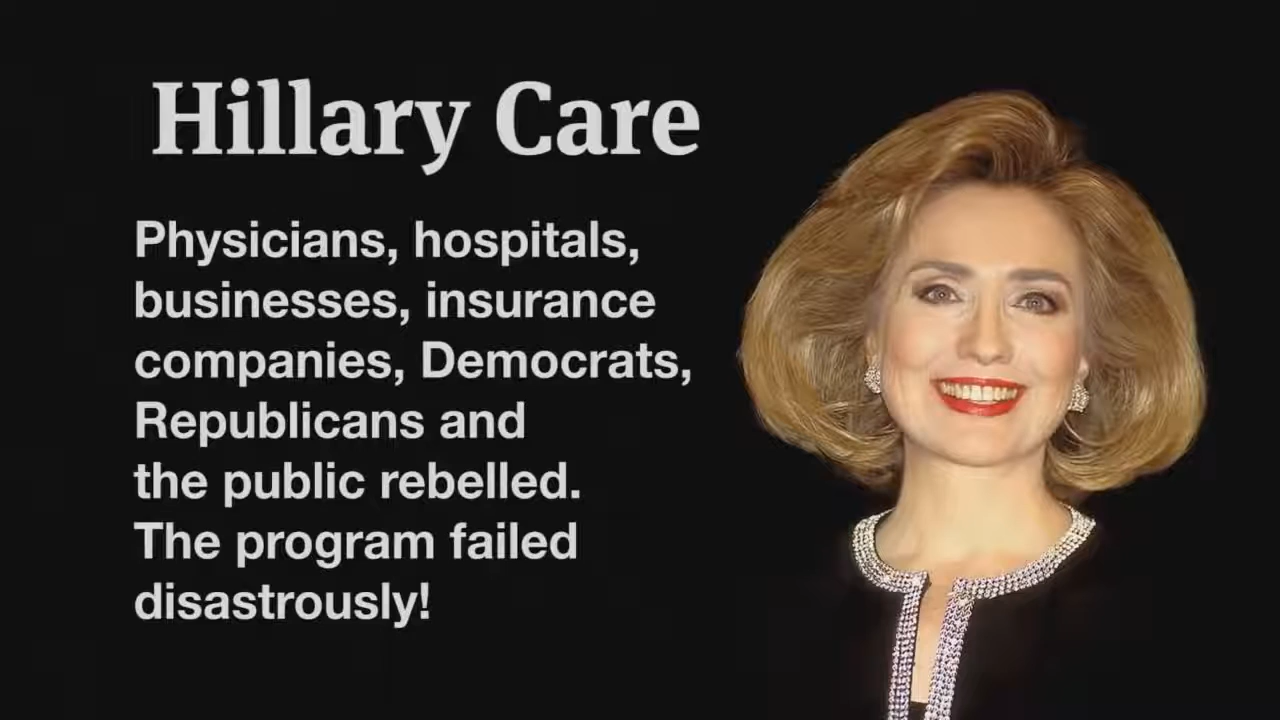 Hillary Care
Physicians, hospitals,
businesses, insurance
companies, Democrats,
Republicans and
the public rebelled.
The program failed
disastrously!